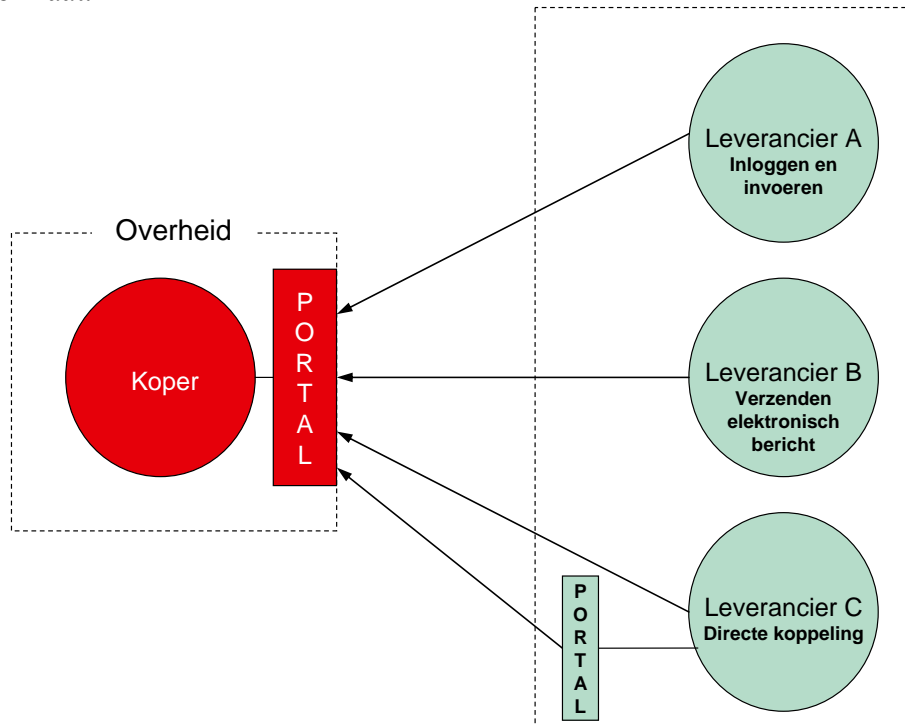 Overheid
Koper
P
O
R
T
A
L
Leverancier A
Inloggen en
invoeren
Leverancier B
Verzenden
elektronisch
bericht
Leverancier C
Directe koppeling
P
O
R
T
A
L